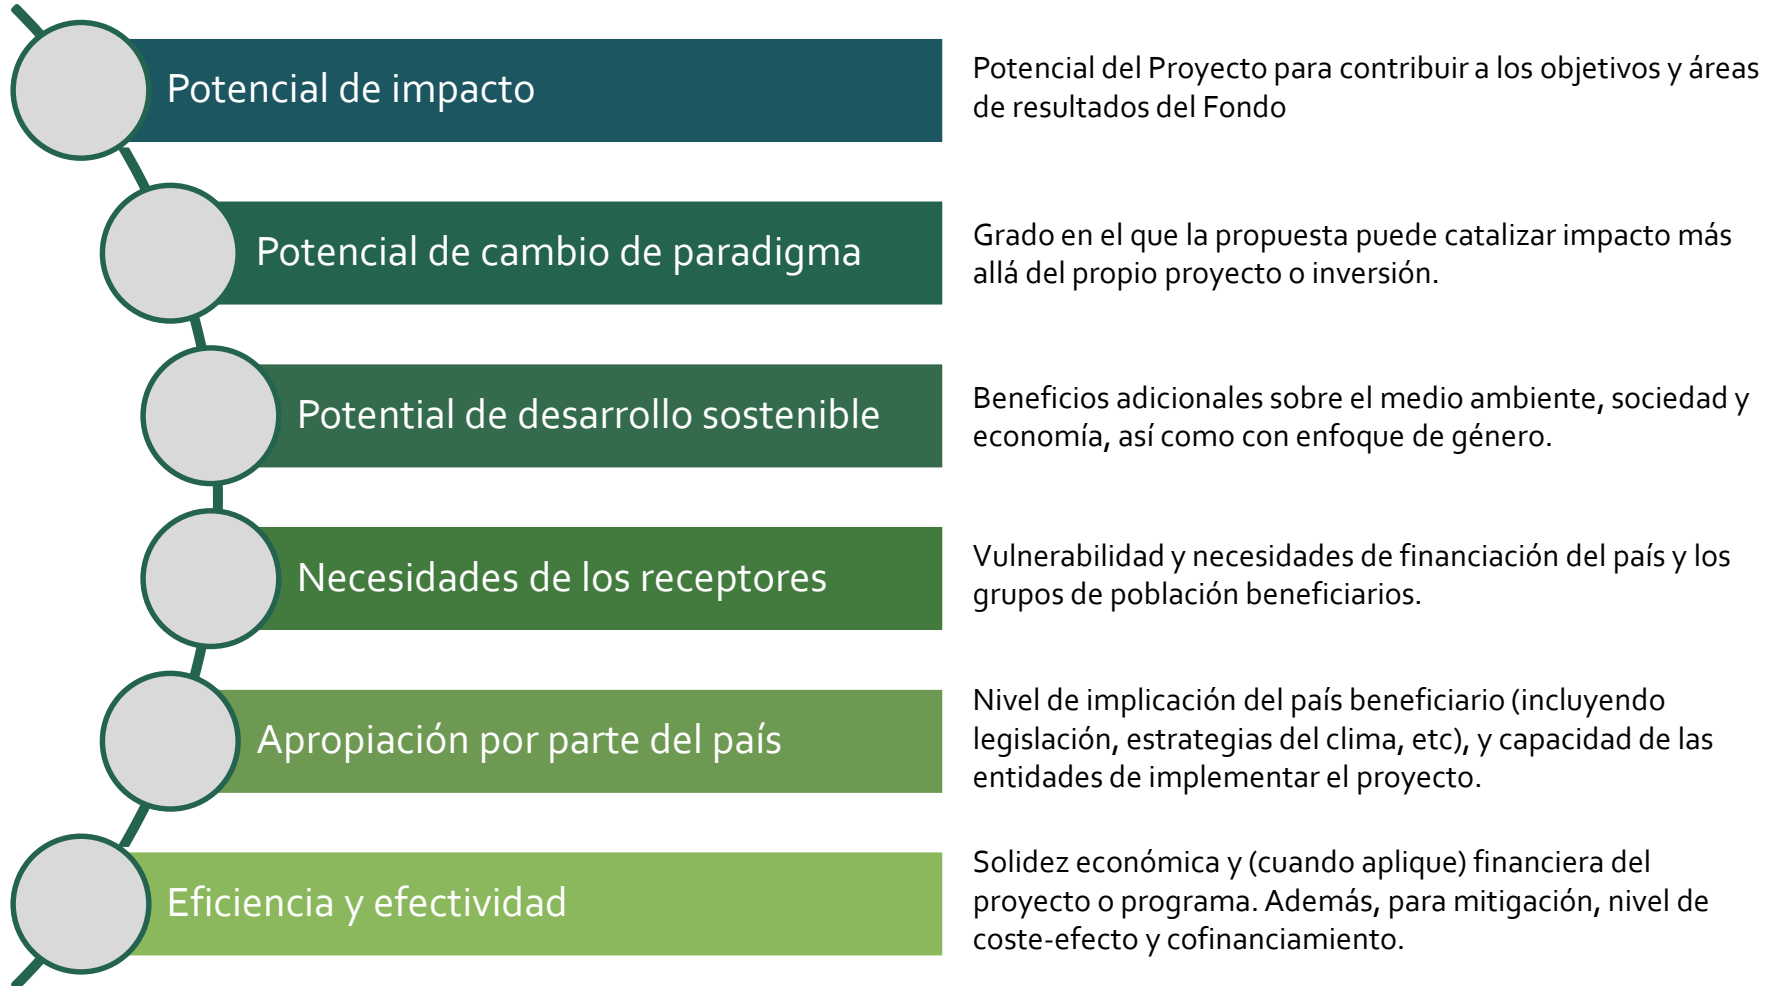 Potencial de impacto
Potencial del Proyecto para contribuir a los objetivos y áreas
de resultados del Fondo
Potencial de cambio de paradigma
Grado en el que la propuesta puede catalizar impacto más
allá del propio proyecto o inversión.
Potential de desarrollo sostenible
Beneficios adicionales sobre el medio ambiente, sociedad y
economía, así como con enfoque de género.
Necesidades de los receptores
Vulnerabilidad y necesidades de financiación del país y los
grupos de población beneficiarios.
Apropiación por parte del país
Nivel de implicación del país beneficiario (incluyendo
legislación, estrategias del clima, etc), y capacidad de las
entidades de implementar el proyecto.
Eficiencia y efectividad
Solidez económica y (cuando aplique) financiera del
proyecto o programa. Además, para mitigación, nivel de
coste-efecto y cofinanciamiento.